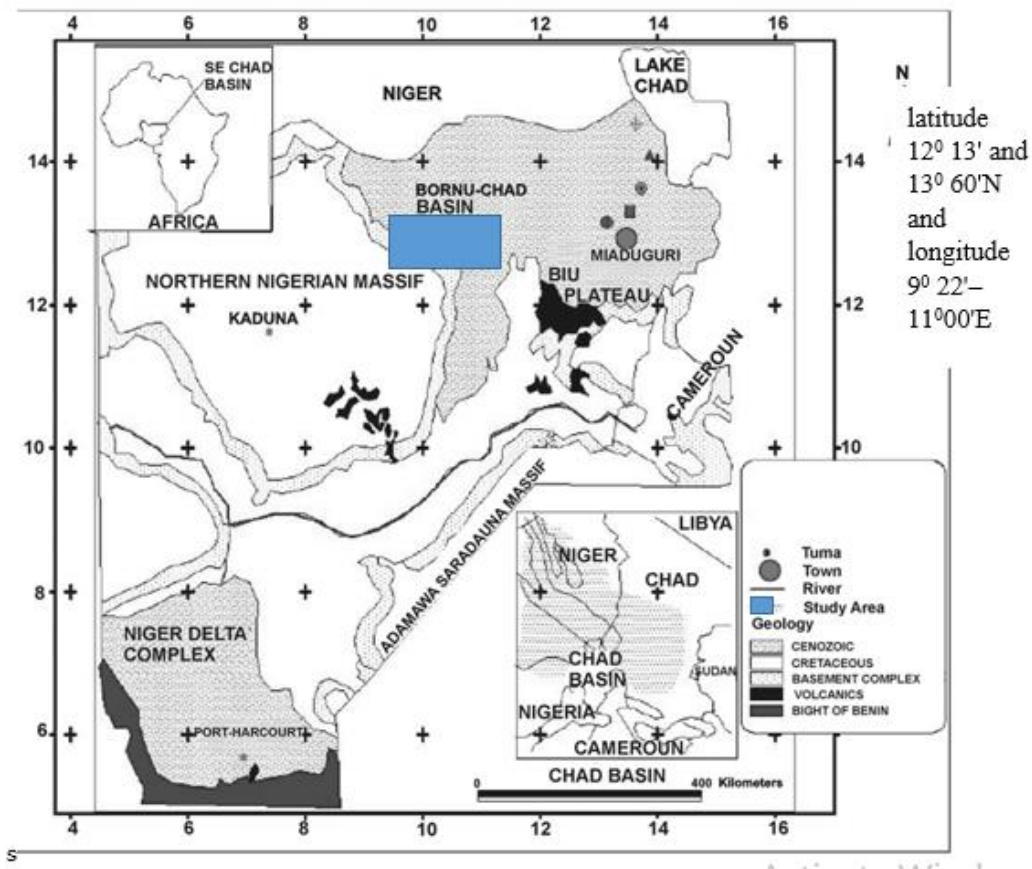 4 6 8 10 12 14 16
SE CHAD
BASIN
AFRICA
NIGER
LAKE
CHAD
N
latitude
12⁰ 13' and
13⁰ 60'N
and
longitude
9⁰ 22'–
11⁰00'E
14
14
BORNU-CHAD
BASIN
MIADUGURI
NORTHERN NIGERIAN MASSIF
BIU
PLATEAU
KADUNA
12
12
CAMEROUN
10
10
ADAMAWA SARADAUNA MASSIF
8
NIGER DELTA
COMPLEX
PORT-HARCOURT
6
LIBYA
NIGER
CHAD
CHAD
BASIN
SUDAN
NIGERIA
CAMEROUN
CHAD BASIN
0 400 Kilometers
Tuma
Town
River
Study Area
Geology
CENOZOIC
CRETACEOUS
BASEMENT COMPLEX
VOLCANICS
BIGHT OF BENIN
4 6 8 10 12 14 16
s